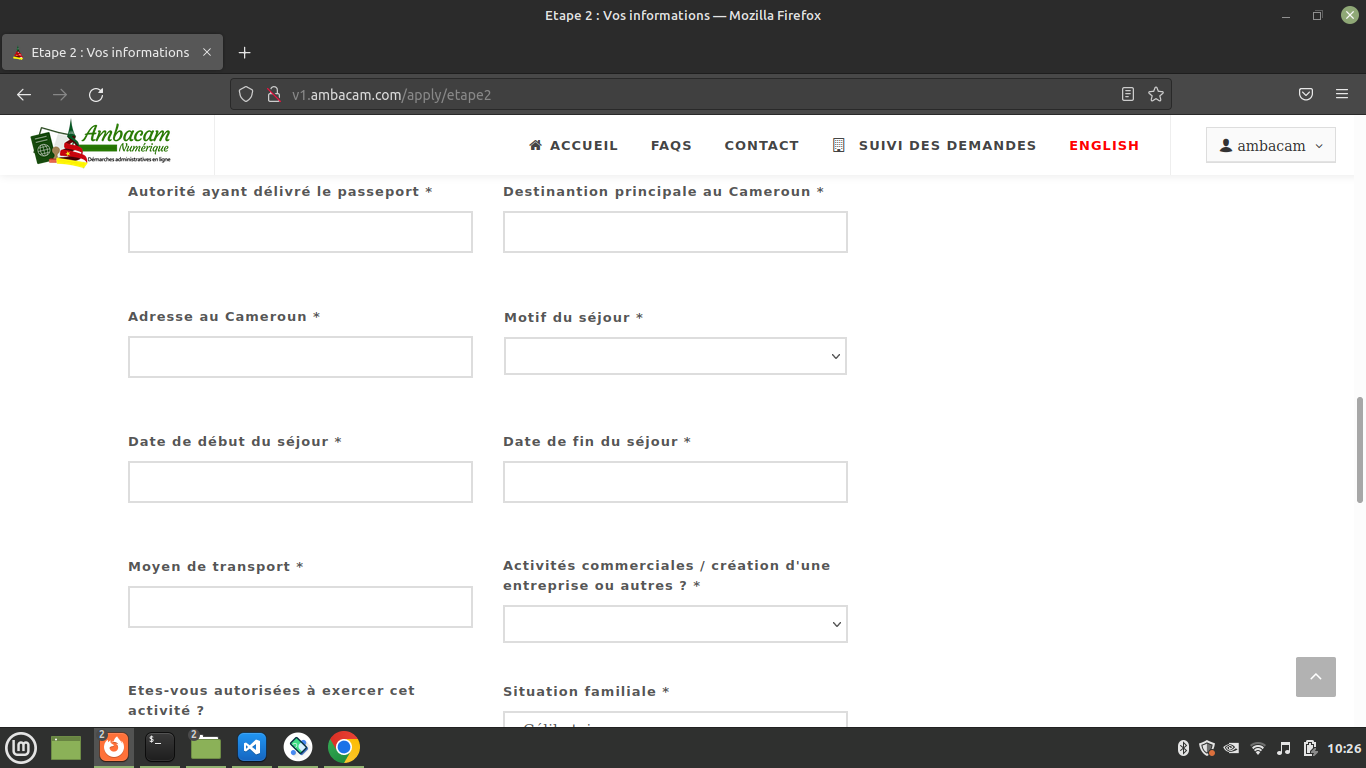 Etape 2 : Vos informations — Mozilla Firefox
Etape 2 : Vos informations
v1.ambacam.com/apply/etape2
Ambacam
Numérique
Démarches administratives en ligne
ACCUEIL
FAQS
CONTACT
SUIVI DES DEMANDES
ENGLISH
ambacam
Autorité ayant délivré le passeport *
Destinantion principale au Cameroun *
Adresse au Cameroun *
Motif du séjour *
Date de début du séjour *
Date de fin du séjour *
Moyen de transport *
Activités commerciales / création d'une
entreprise ou autres ? *
Etes-vous autorisées à exercer cet
activité ?
Situation familiale *
2
$_
2
10:26